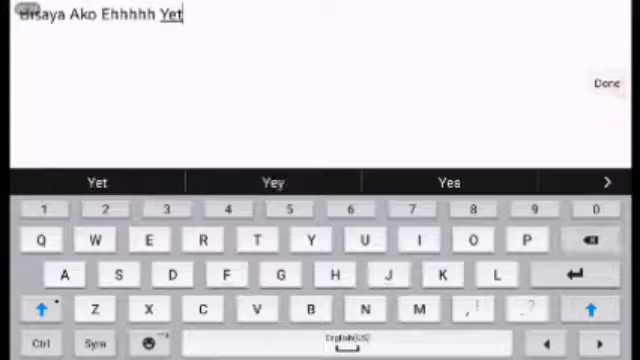 Bisaya Ako Ehhhhh Yet
Done
Yet Yey Yes >
1 2 3 4 5 6 7 8 9 0
Q W E R T Y U I O P
A S D F G H J K L
Z X C V B N M , ! . ?
Ctrl Sym English(US)